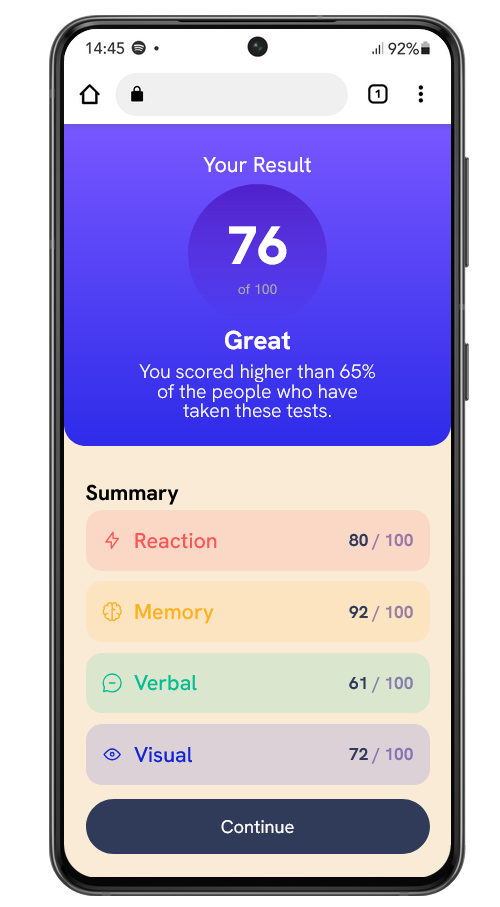 14:45
92%
1
Your Result
76
of 100
Great
You scored higher than 65%
of the people who have
taken these tests.
Summary
Reaction 80 / 100
Memory 92 / 100
Verbal 61 / 100
Visual 72 / 100
Continue